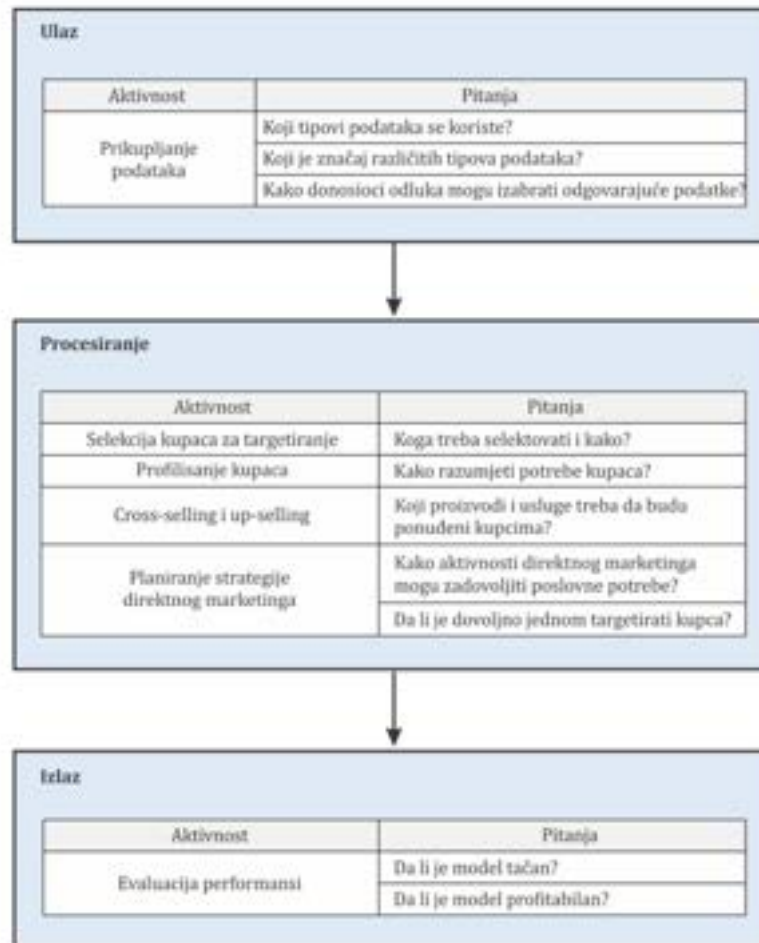 Ulaz
Aktivnost Pitanja
Prikupljanje
podataka
Koji tipovi podataka se koriste?
Koji je značaj različitih tipova podataka?
Kako donosioci odluka mogu izabrati odgovarajuće podatke?
Procesiranje
Aktivnost Pitanja
Selekcija kupaca za targetiranje Koga treba selektovati i kako?
Profilisanje kupaca Kako razumjeti potrebe kupaca?
Cross-selling i up-selling
Koji proizvodi i usluge treba da budu
ponuđeni kupcima?
Planiranje strategije
direktnog marketinga
Kako aktivnosti direktnog marketinga
mogu zadovoljiti poslovne potrebe?
Da li je dovoljno jednom targetirati kupca?
Izlaz
Aktivnost Pitanja
Evaluacija performansi
Da li je model tačan?
Da li je model profitabilan?